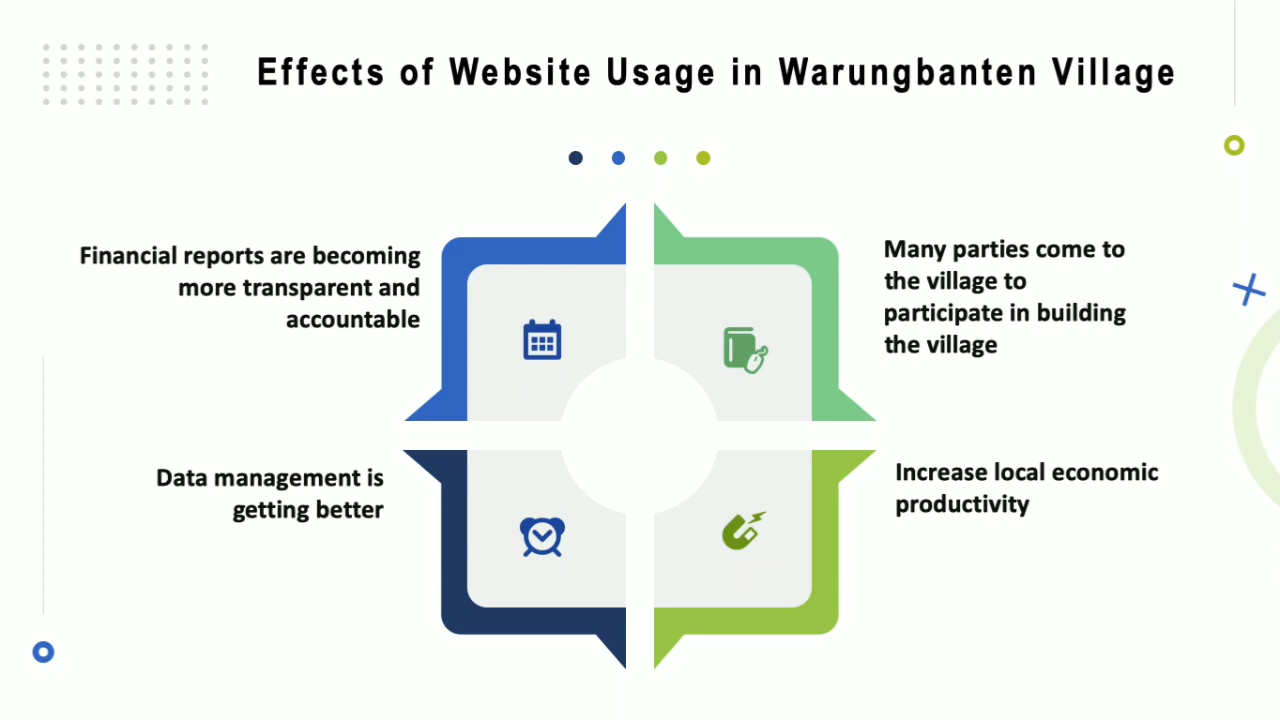 Effects of Website Usage in Warungbanten Village
Financial reports are becoming
more transparent and
accountable
Many parties come to
the village to
participate in building
the village
Data management is
getting better
Increase local economic
productivity